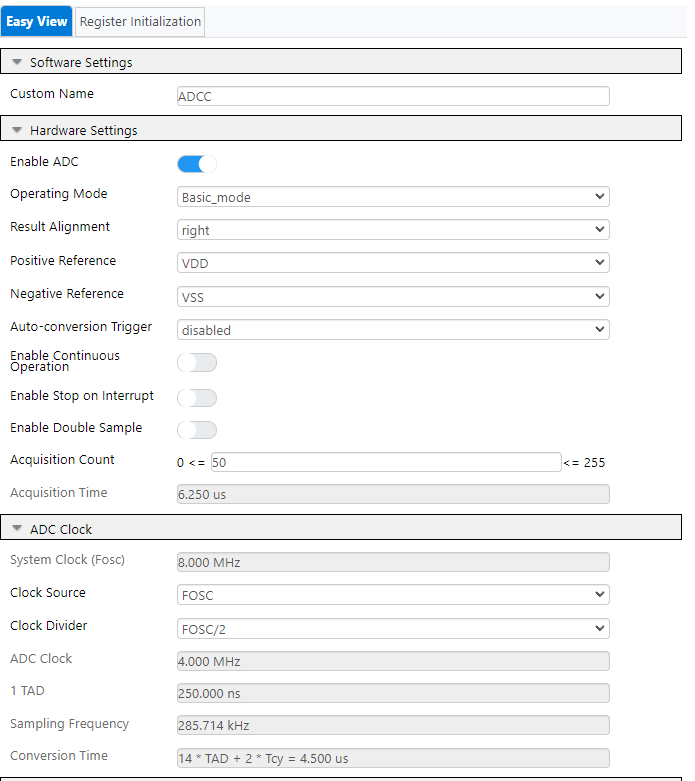 Easy View Register Initialization
Software Settings
Custom Name ADCC
Hardware Settings
Enable ADC
Operating Mode Basic_mode
Result Alignment right
Positive Reference VDD
Negative Reference VSS
Auto-conversion Trigger disabled
Enable Continuous
Operation
Enable Stop on Interrupt
Enable Double Sample
Acquisition Count 0 <= 50 <= 255
Acquisition Time 6.250 us
ADC Clock
System Clock (Fosc) 8.000 MHz
Clock Source FOSC
Clock Divider FOSC/2
ADC Clock 4.000 MHz
1 TAD 250.000 ns
Sampling Frequency 285.714 kHz
Conversion Time 14 * TAD + 2 * Tcy = 4.500 us